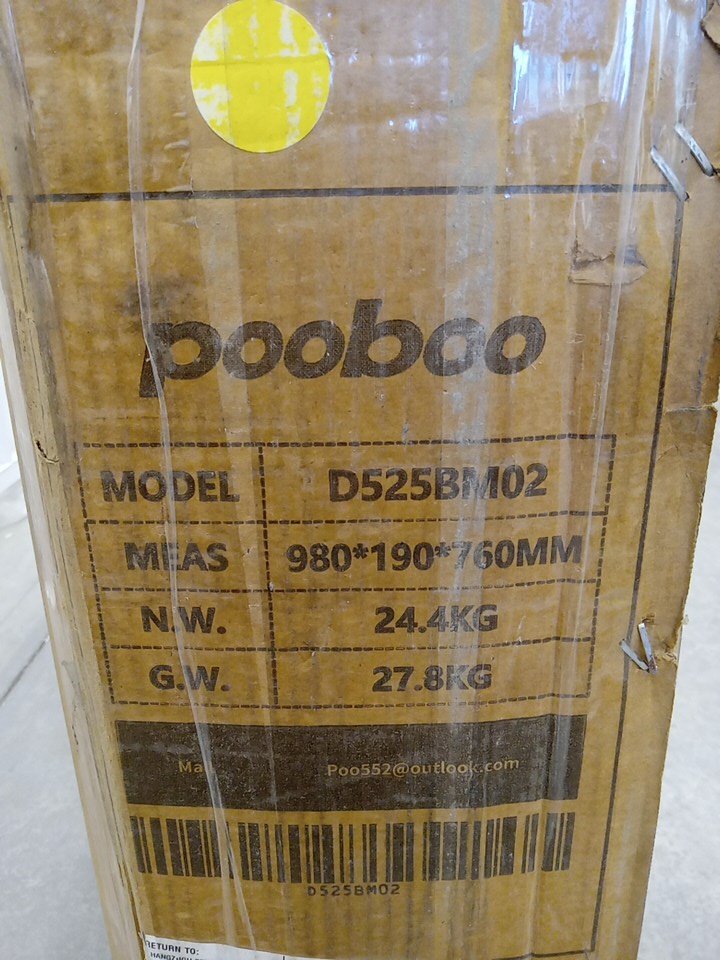 pooboo
MODEL D525BM02
MEAS 980*190*760MM
N.W. 24.4KG
G.W. 27.8KG
Poo552@outlook.com
D525BM02
RETURN TO: